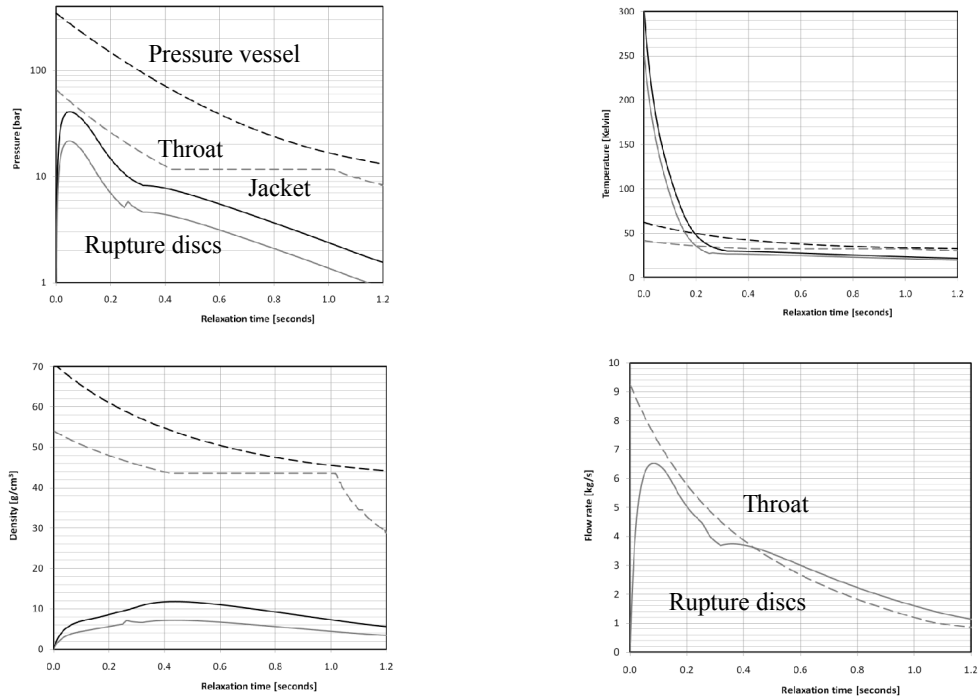 Pressure [bar]
100
10
1
Pressure vessel
Throat
Jacket
Rupture discs
0.0 0.2 0.4 0.6 0.8 1.0 1.2
Relaxation time [seconds]
Temperature [Kelvin]
300
250
200
150
100
50
0
0.0 0.2 0.4 0.6 0.8 1.0 1.2
Relaxation time [seconds]
Density [g/cm³]
70
60
50
40
30
20
10
0
0.0 0.2 0.4 0.6 0.8 1.0 1.2
Relaxation time [seconds]
Flow rate [kg/s]
10
9
8
7
6
5
4
3
2
1
0
Throat
Rupture discs
0.0 0.2 0.4 0.6 0.8 1.0 1.2
Relaxation time [seconds]